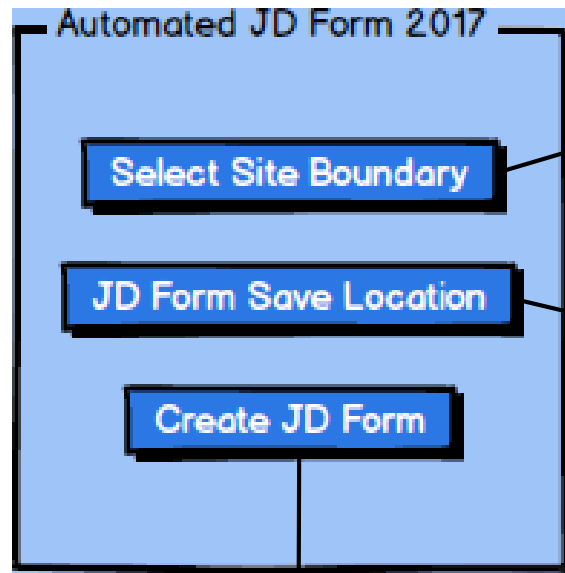 Automated JD Form 2017
Select Site Boundary
JD Form Save Location
Create JD Form